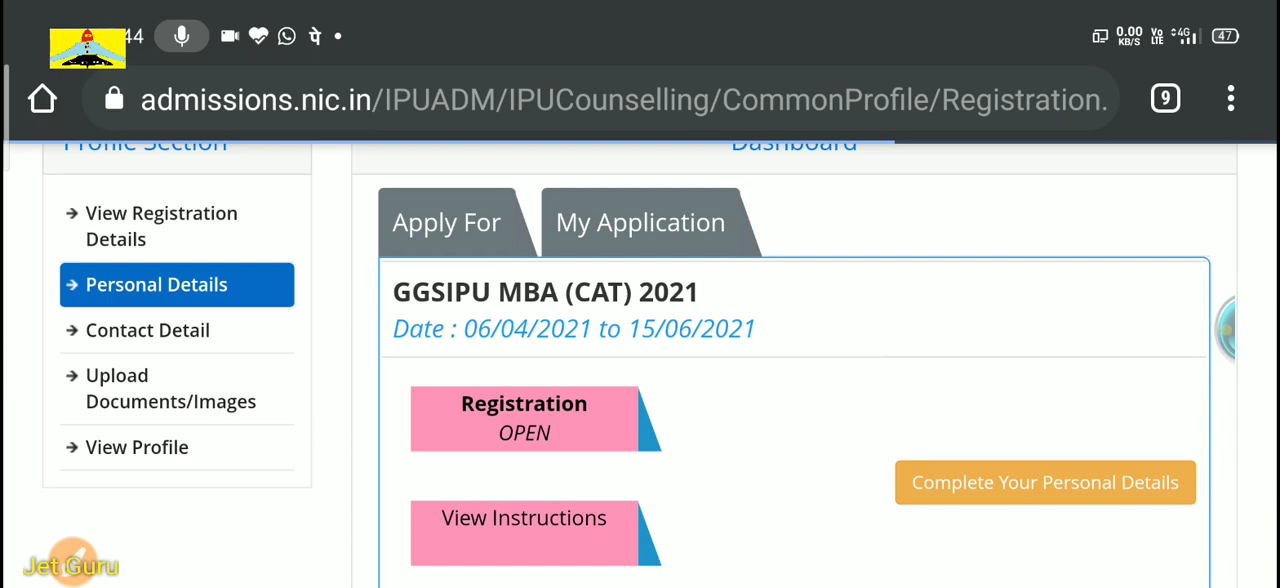 44
0.00
KB/S
Vo
LTE
4G
47
admissions.nic.in/IPUADM/IPUCounselling/CommonProfile/Registration.
9
Profile Section
Dashboard
View Registration
Details
Personal Details
Contact Detail
Upload
Documents/Images
View Profile
Apply For
My Application
GGSIPU MBA (CAT) 2021
Date : 06/04/2021 to 15/06/2021
Registration
OPEN
Complete Your Personal Details
View Instructions
Jet Guru